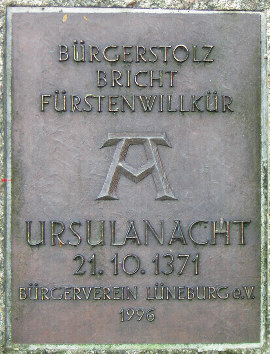 BÜRGERSTOLZ
BRICHT
FÜRSTENWILLKÜR
A
URSULANACHT
21. 10. 1371
BÜRGERVEREIN LÜNEBURG e.V.
1996